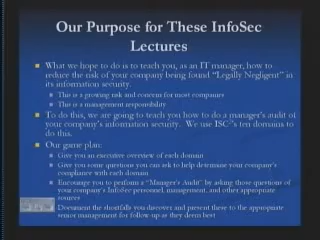 Our Purpose for These InfoSec
Lectures
What we hope to do is to teach you, as an IT manager, how to
reduce the risk of your company being found “Legally Negligent” in
its information security.
This is a growing risk and concern for most companies
This is a management responsibility
To do this, we are going to teach you how to do a manager's audit of
your company's information security. We use ISC²'s ten domains to
do this.
Our game plan:
Give you an executive overview of each domain
Give you some questions you can ask to help determine your company's
compliance with each domain
Encourage you to perform a “Manager's Audit” by asking those questions of
your company's InfoSec personnel, management, and other appropriate
sources
Document the shortfalls you discover and present these to the appropriate
senior management for follow-up as they deem best